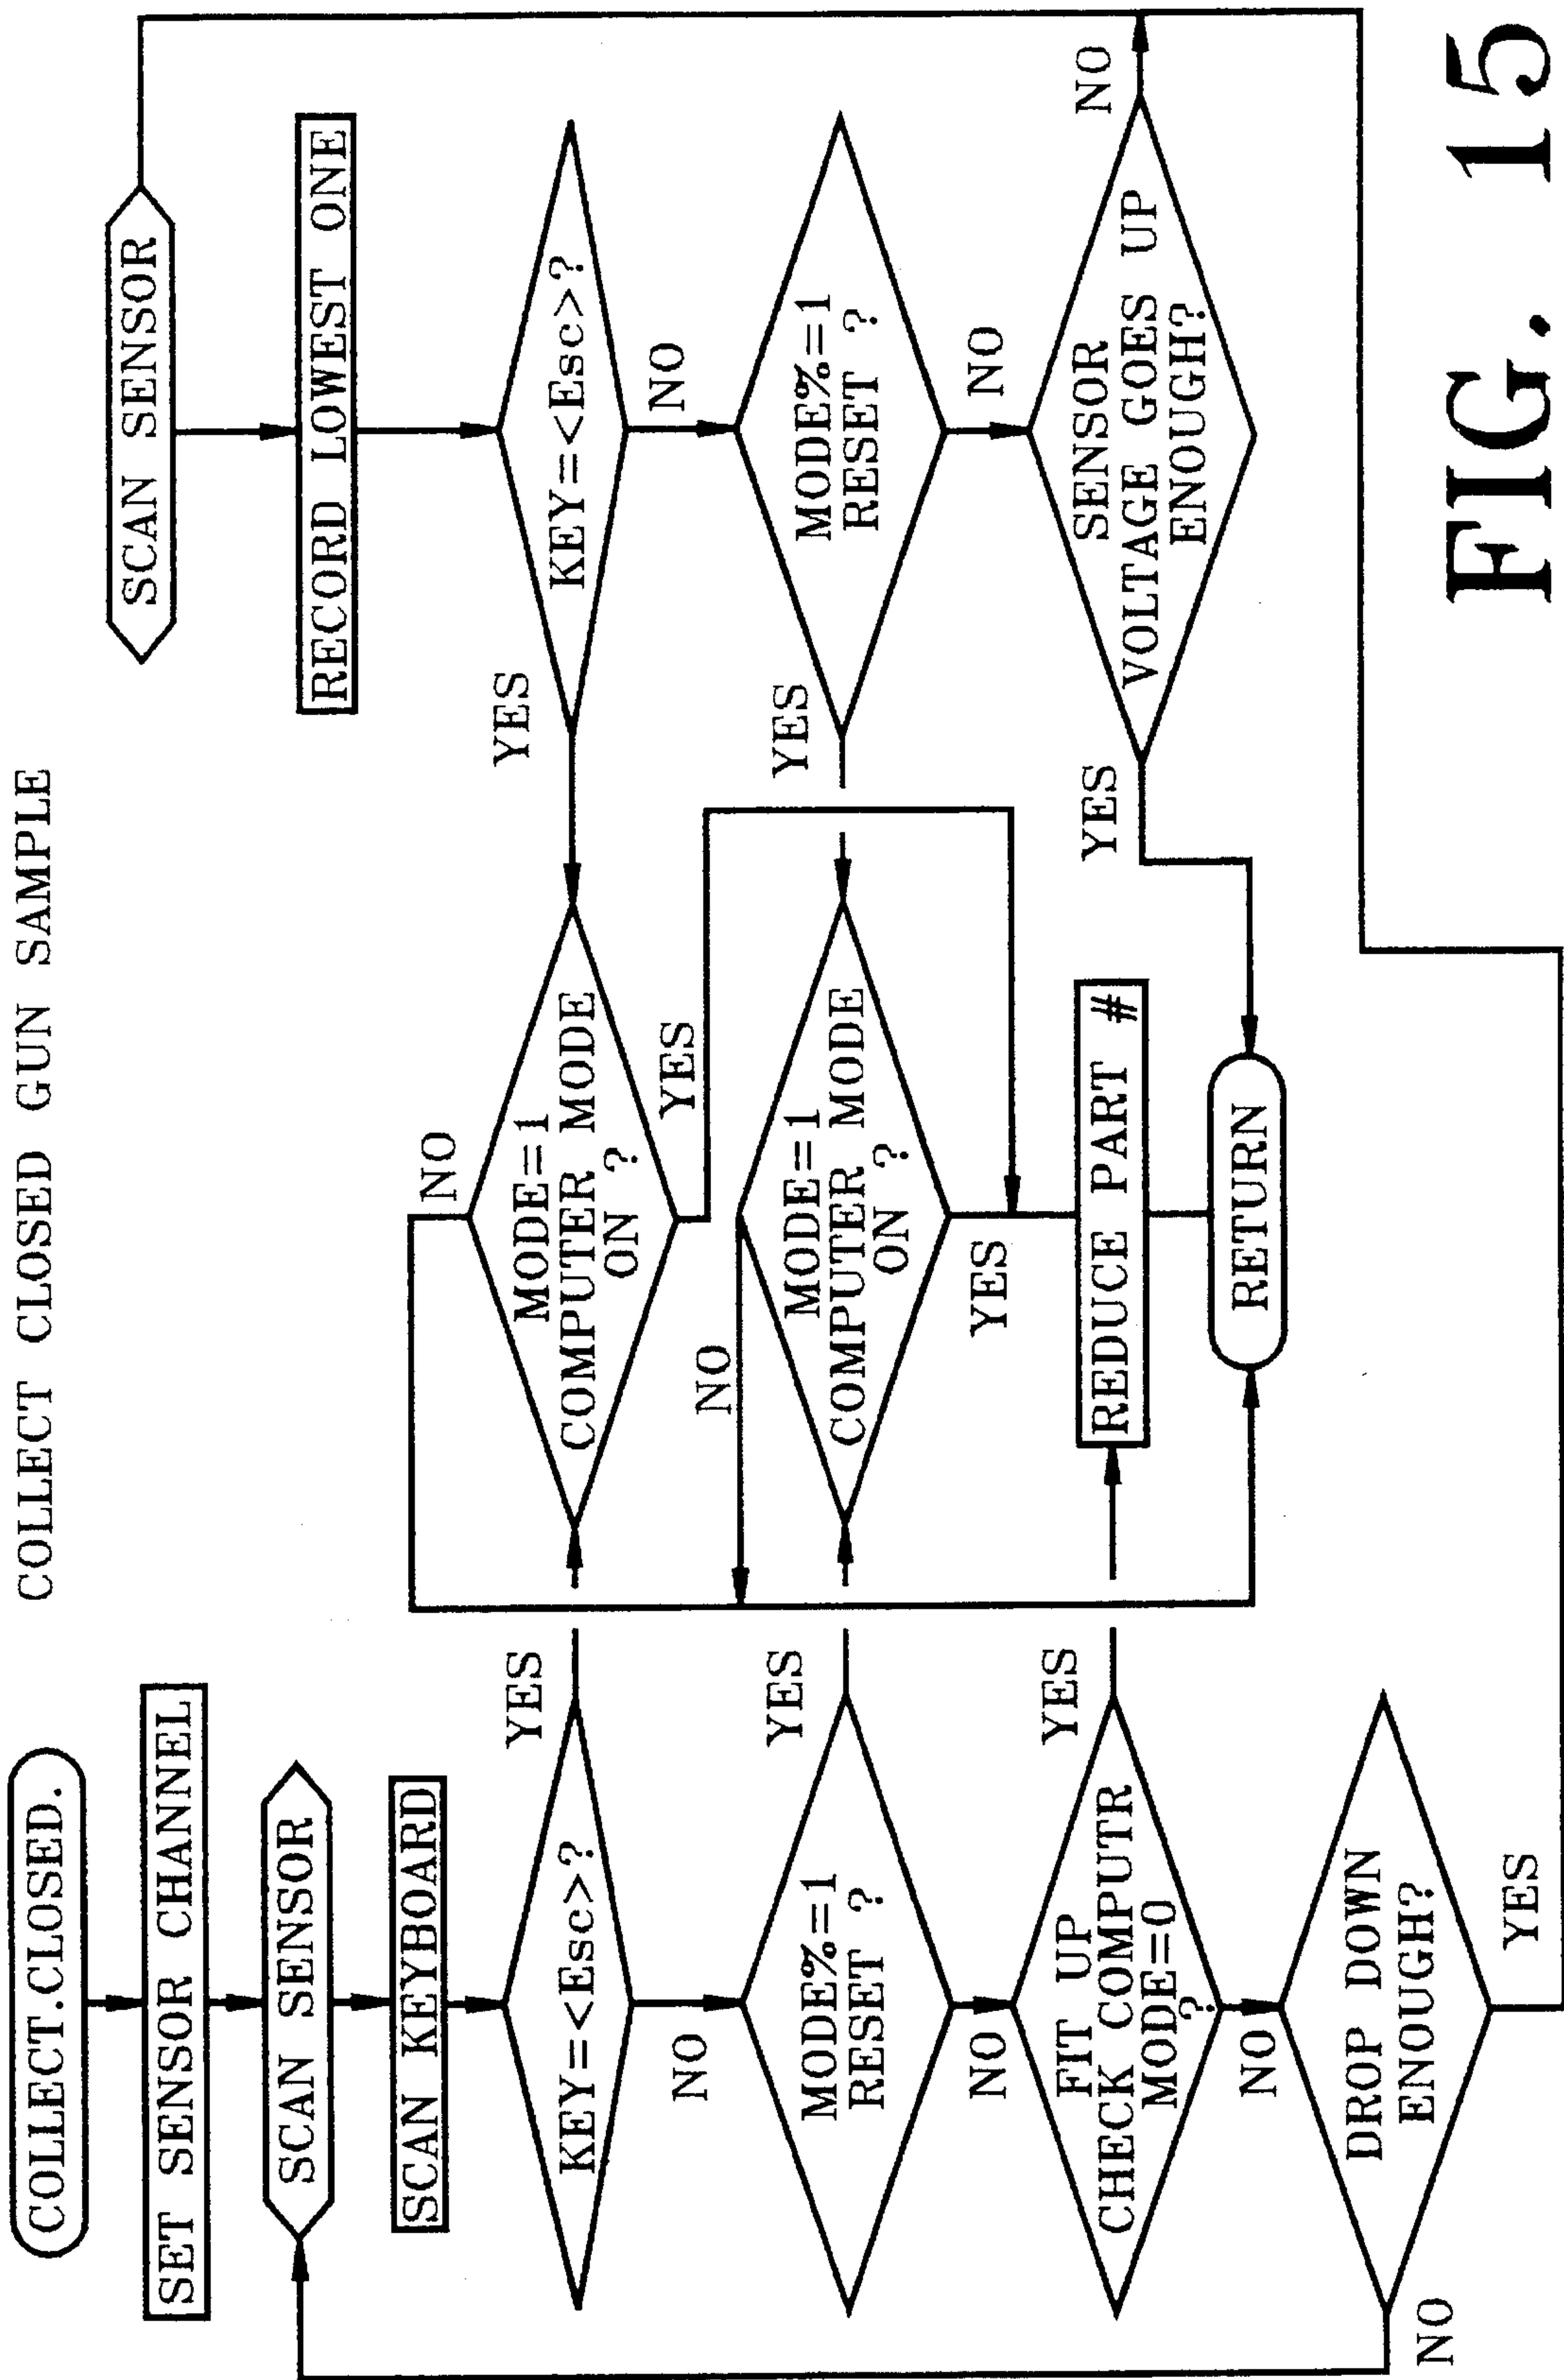 COLLECT CLOSED GUN SAMPLE
COLLECT.CLOSED.
SET SENSOR CHANNEL
SCAN SENSOR
SCAN KEYBOARD
KEY=<Esc>?
YES
NO
MODE%=1
RESET ?
YES
NO
FIT UP
CHECK COMPUTR
MODE=0
?
YES
NO
DROP DOWN
ENOUGH?
NO
YES
NO
MODE=1
COMPUTER MODE
ON ?
YES
NO
MODE=1
COMPUTER MODE
ON ?
YES
REDUCE PART #
RETURN
SCAN SENSOR
RECORD LOWEST ONE
KEY=<Esc>?
YES
NO
MODE%=1
RESET ?
YES
NO
SENSOR
VOLTAGE GOES UP
ENOUGH?
YES
NO
FIG. 15